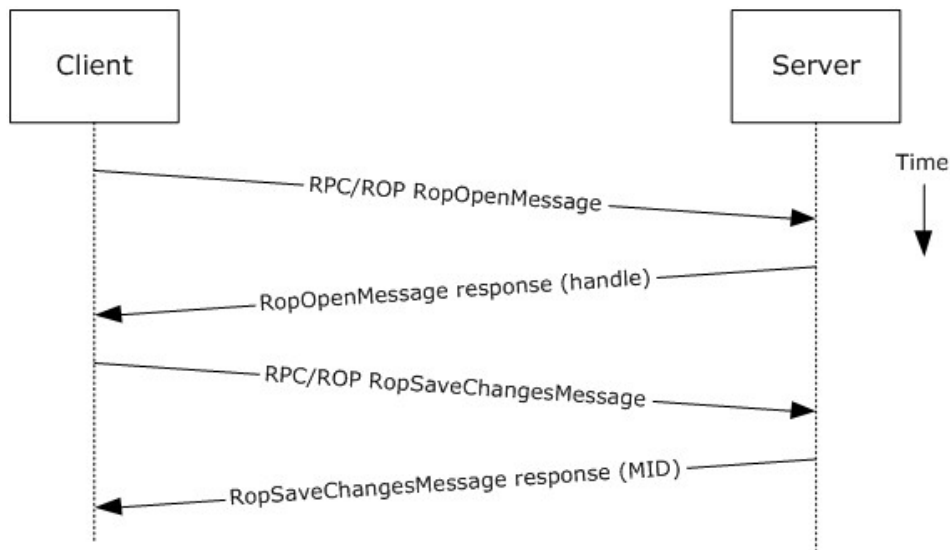 Client
Server
Time
RPC/ROP RopOpenMessage
RopOpenMessage response (handle)
RPC/ROP RopSaveChangesMessage
RopSaveChangesMessage response (MID)